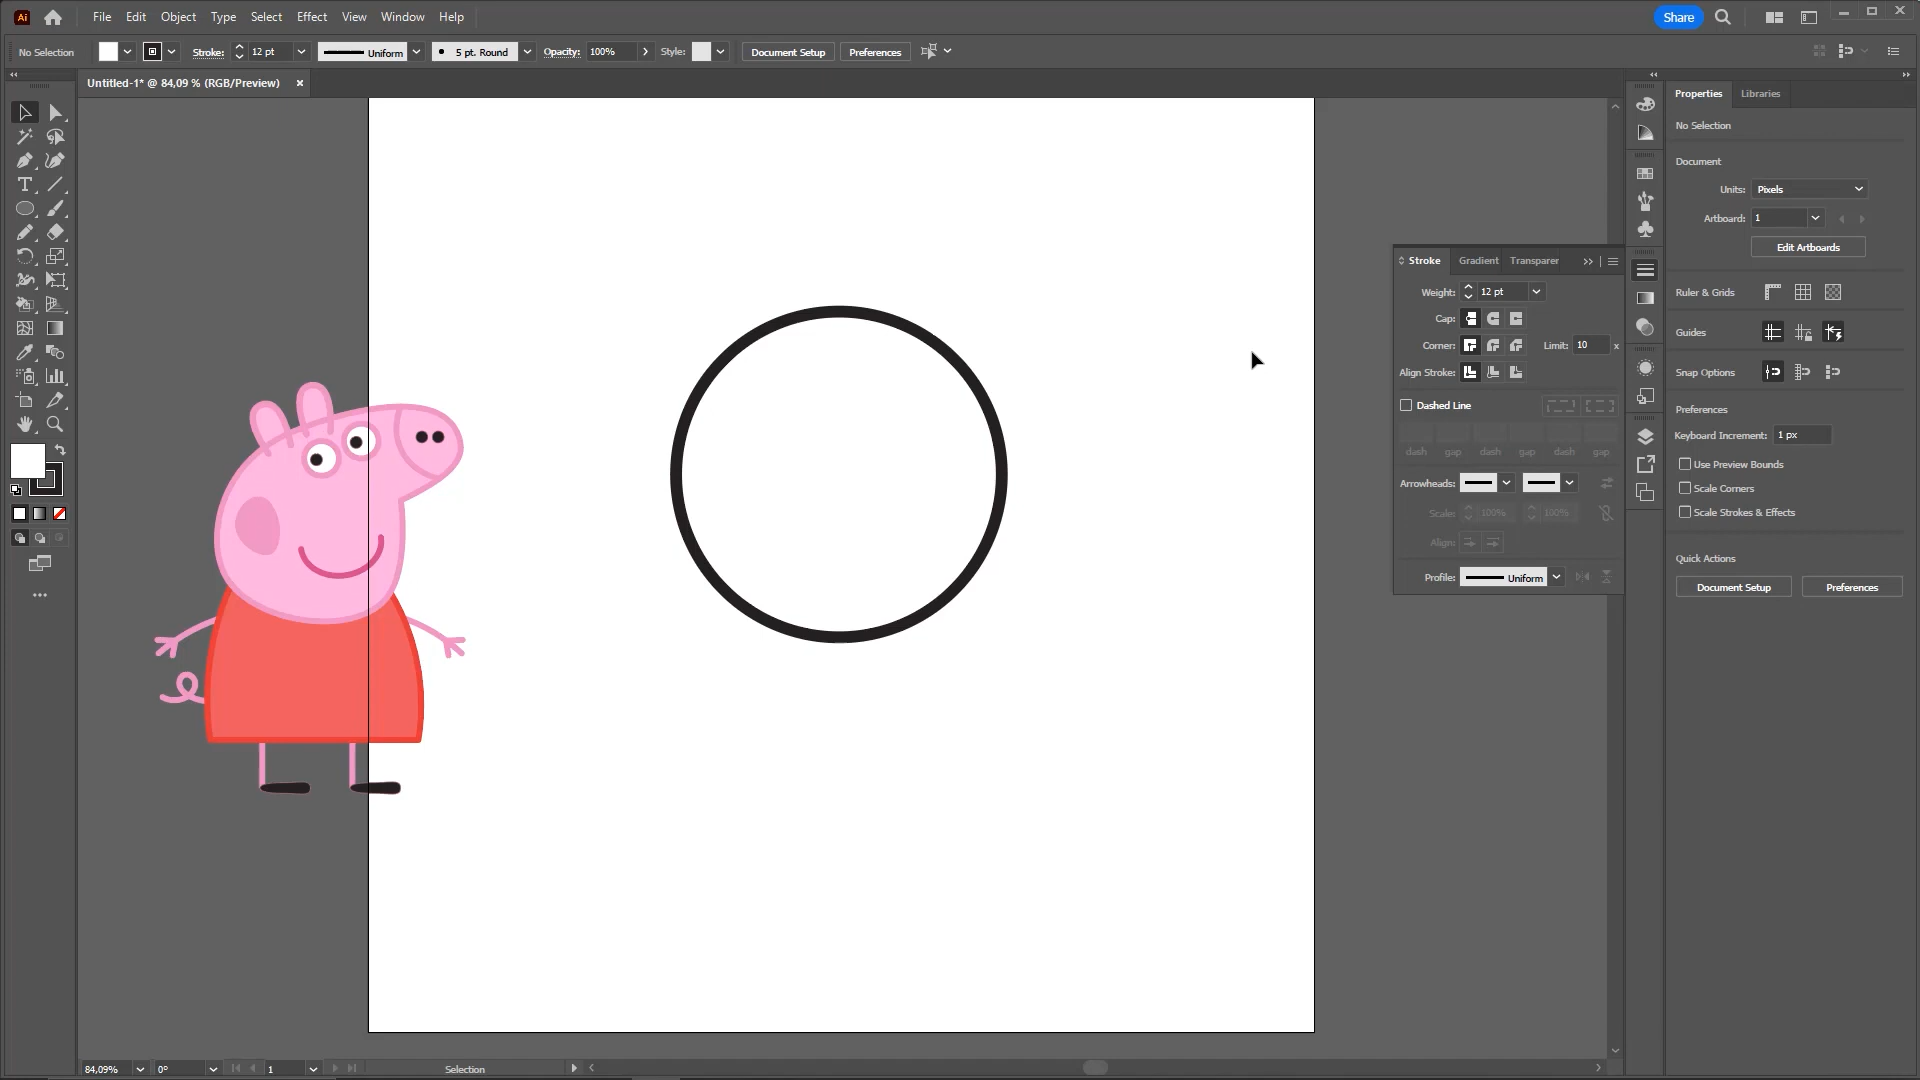 Ai File Edit Object Type Select Effect View Window Help Share
No Selection Stroke: 12 pt Uniform 5 pt. Round Opacity: 100% Style: Document Setup Preferences
Untitled-1* @ 84,09 % (RGB/Preview) ×
Properties Libraries
No Selection
Document
Units: Pixels
Artboard: 1
Edit Artboards
Ruler & Grids
Guides
Snap Options
Preferences
Keyboard Increment: 1 px
Use Preview Bounds
Scale Corners
Scale Strokes & Effects
Quick Actions
Document Setup Preferences
Stroke Gradient Transparer
Weight: 12 pt
Cap:
Corner: Limit: 10 x
Align Stroke:
Dashed Line
dash gap dash gap dash gap
Arrowheads:
Scale: 100% 100%
Align:
Profile: Uniform
84,09% 0° 1 Selection